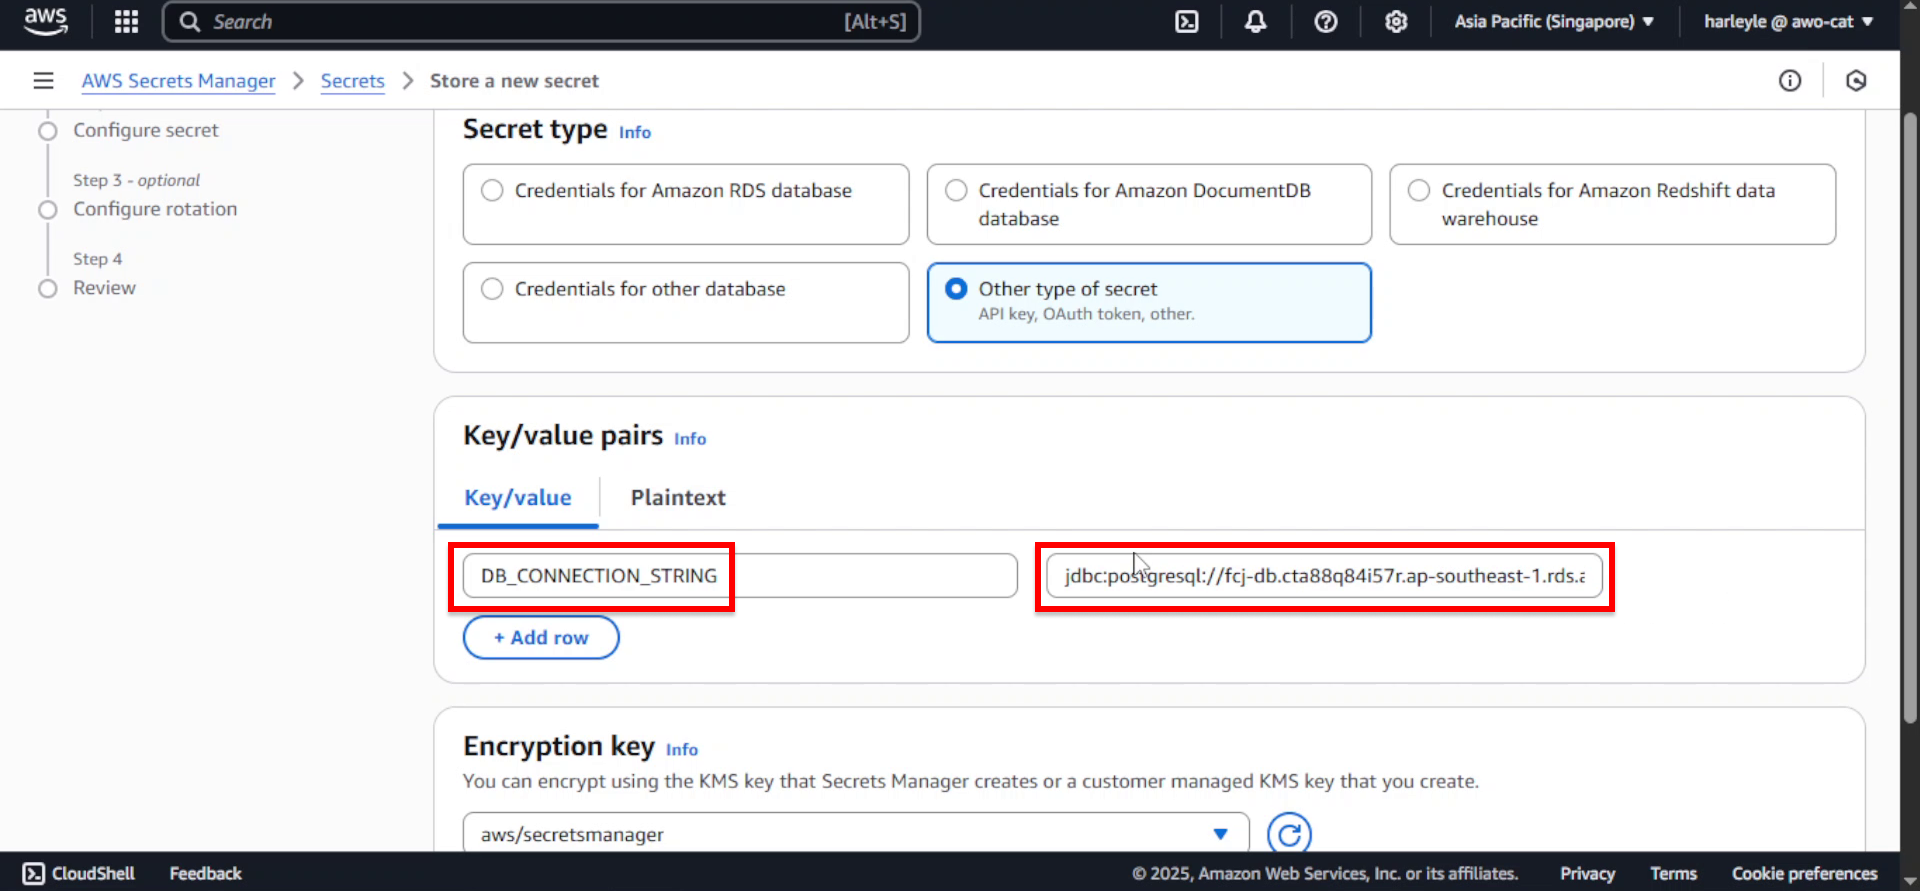 aws
Search [Alt+S]
Asia Pacific (Singapore)
harleyle @ awo-cat
AWS Secrets Manager
Secrets
Store a new secret
Configure secret
Step 3 - optional
Configure rotation
Step 4
Review
Secret type Info
Credentials for Amazon RDS database
Credentials for Amazon DocumentDB
database
Credentials for Amazon Redshift data
warehouse
Credentials for other database
Other type of secret
API key, OAuth token, other.
Key/value pairs Info
Key/value
Plaintext
DB_CONNECTION_STRING
jdbc:postgresql://fcj-db.cta88q84i57r.ap-southeast-1.rds.a
+ Add row
Encryption key Info
You can encrypt using the KMS key that Secrets Manager creates or a customer managed KMS key that you create.
aws/secretsmanager
CloudShell
Feedback
© 2025, Amazon Web Services, Inc. or its affiliates.
Privacy
Terms
Cookie preferences